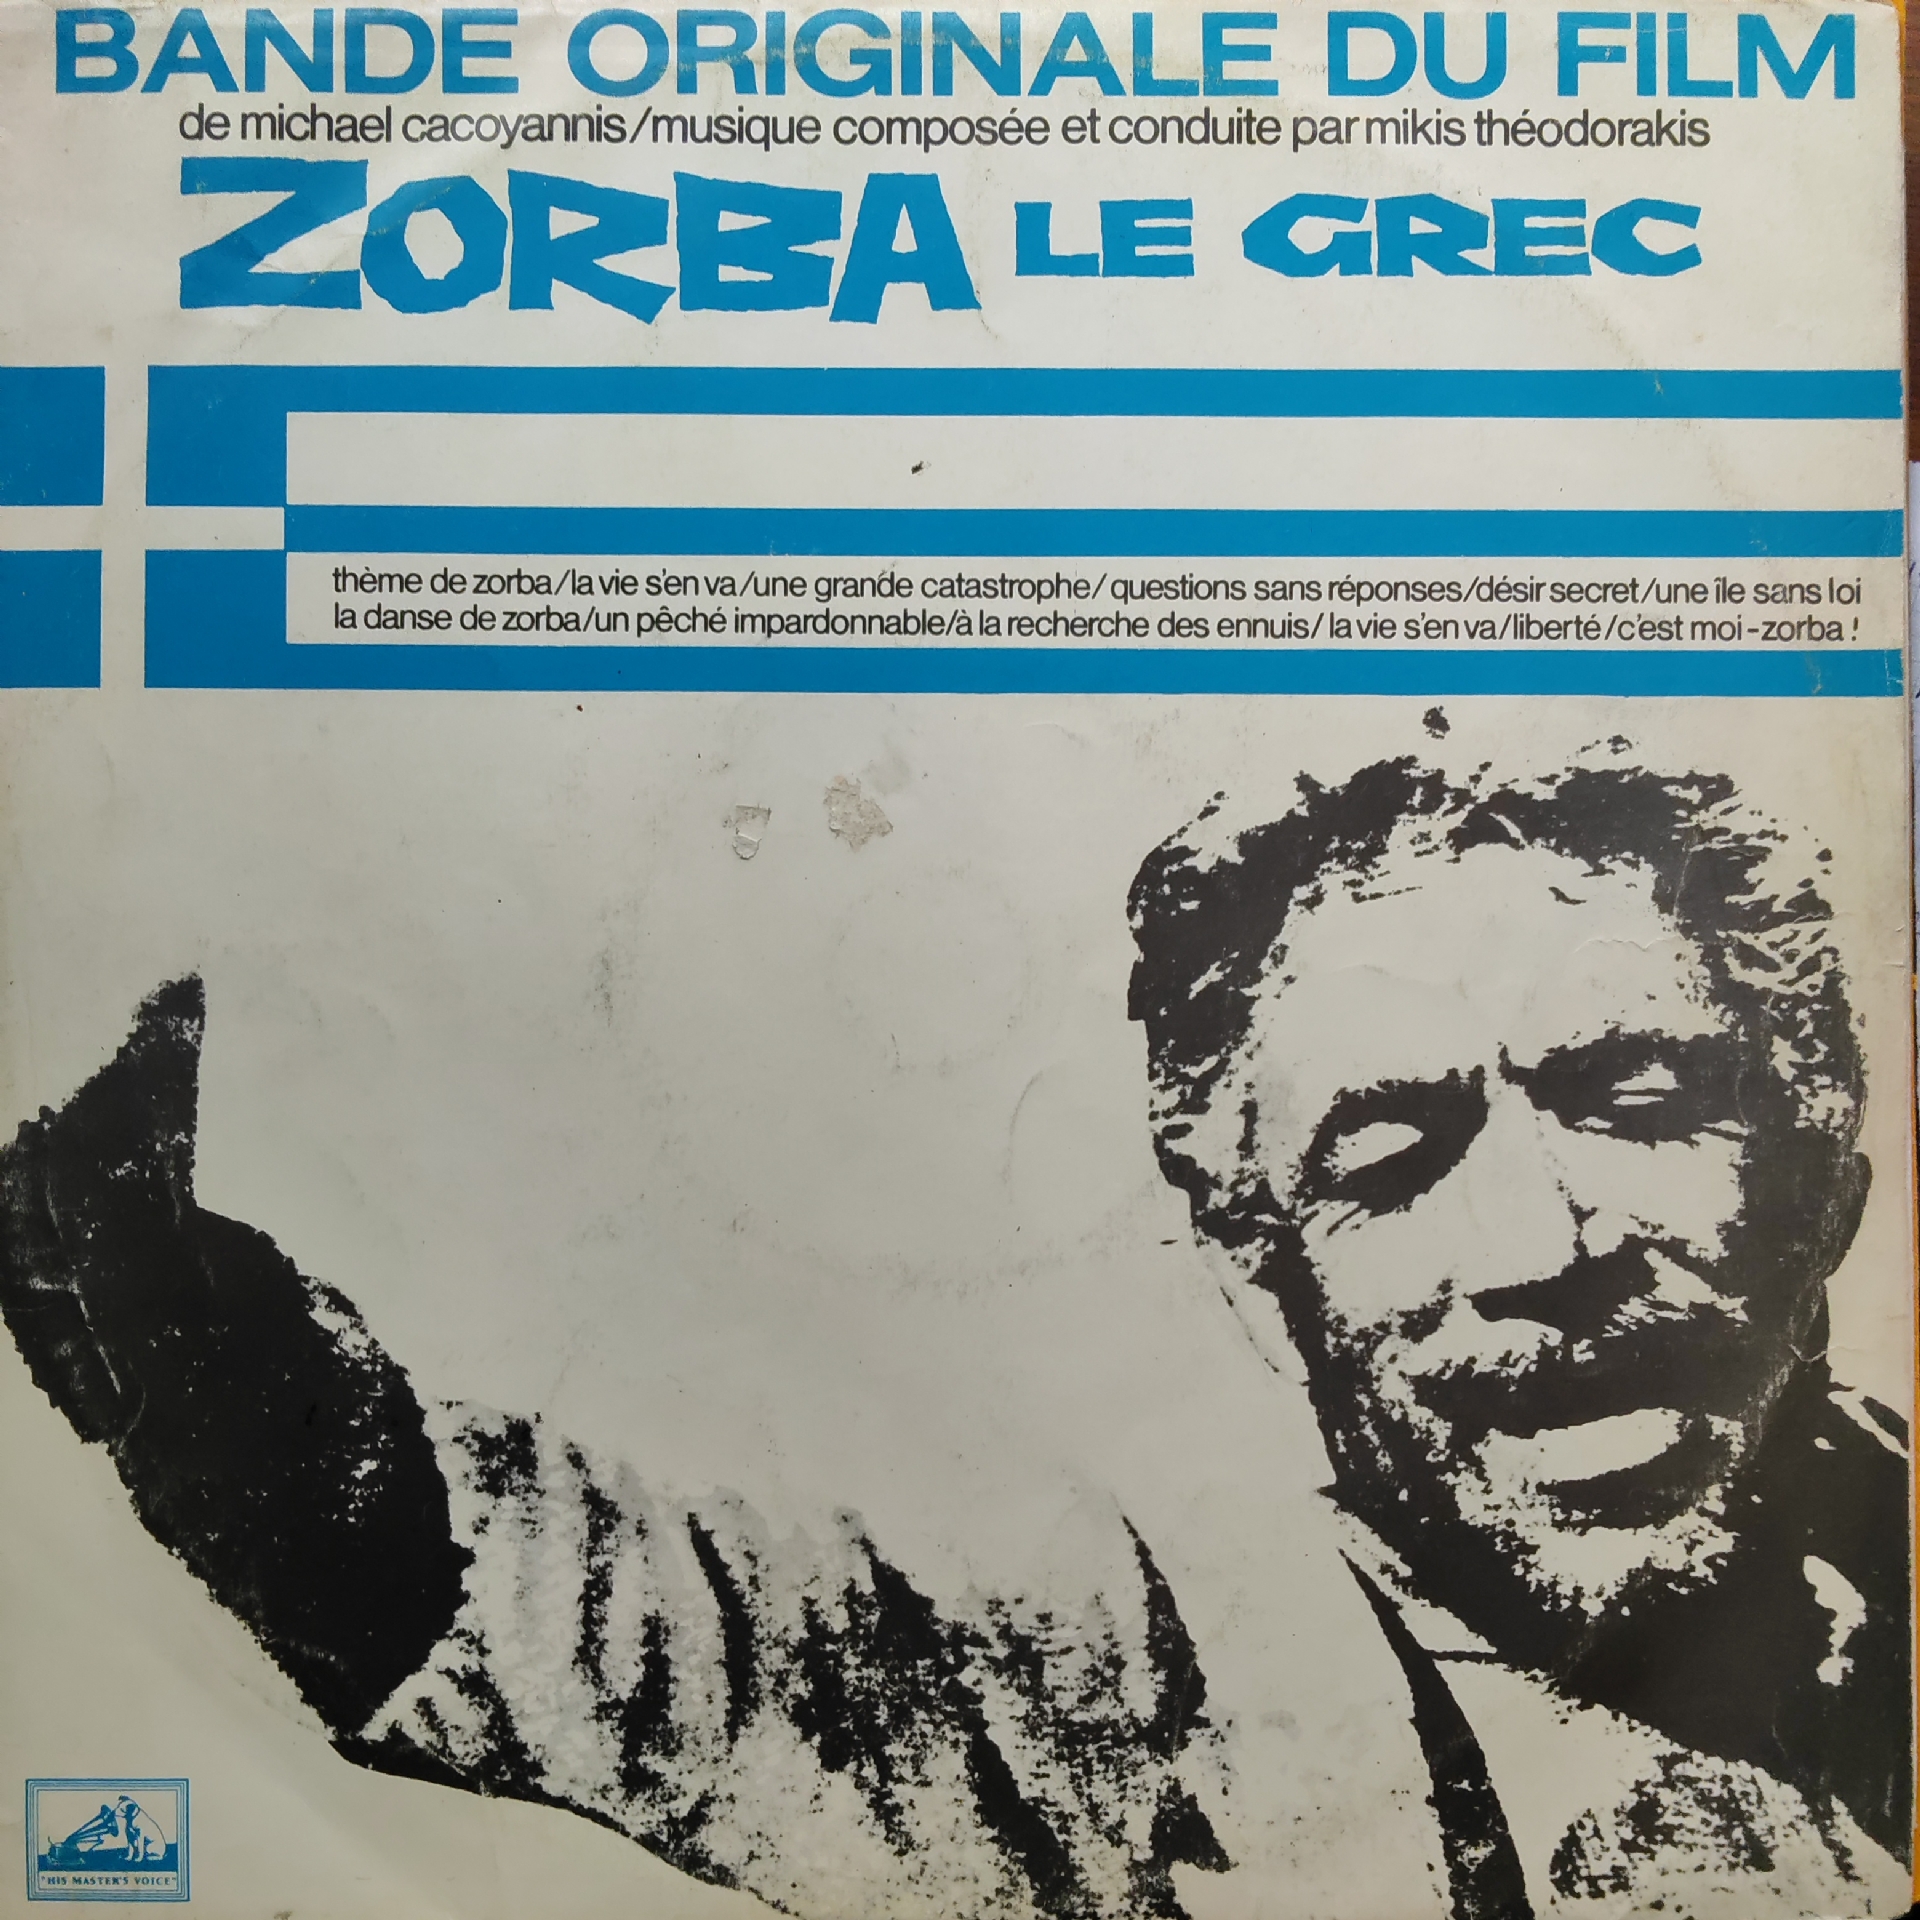 BANDE ORIGINALE DU FILM
de michael cacoyannis/musique composée et conduite par mikis théodorakis
ZORBA LE GREC
thème de zorba/la vie s'en va/une grande catastrophe/questions sans réponses/désir secret/une île sans loi
la danse de zorba/un pêché impardonnable/à la recherche des ennuis/la vie s'en va/liberté/c'est moi-zorba!
"HIS MASTER'S VOICE"